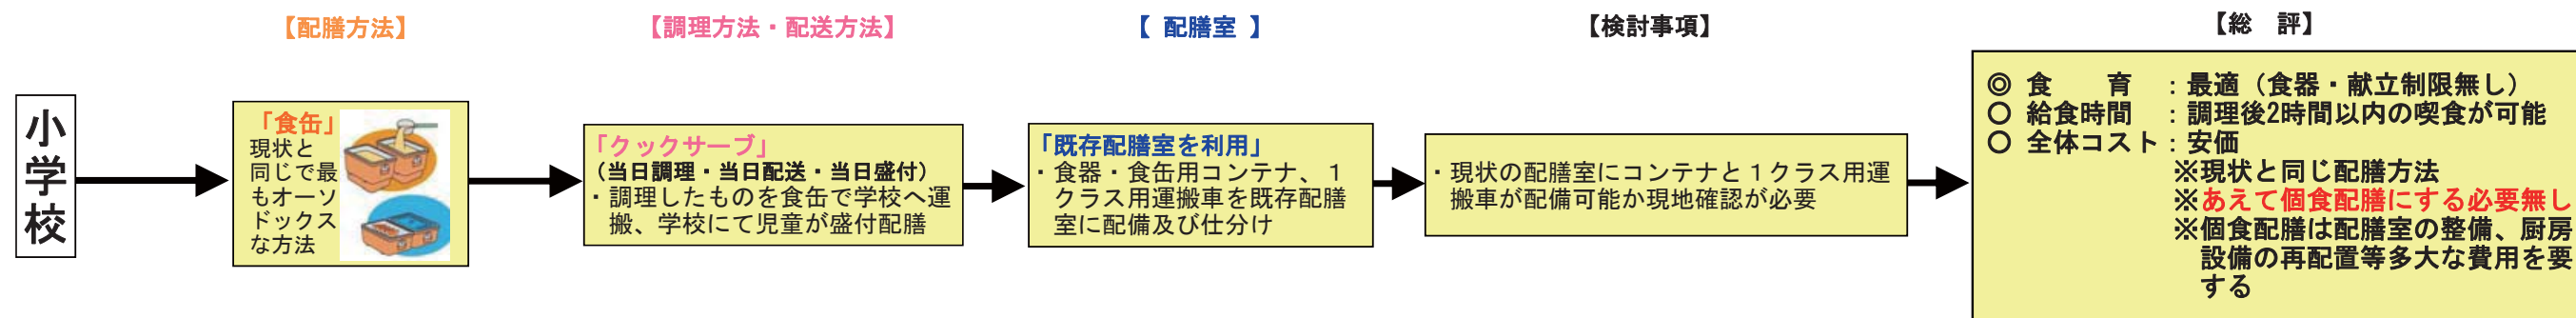 【配膳方法】
【調理方法・配送方法】
【 配膳室 】
【検討事項】
【総　評】
小学校
「食缶」
現状と
同じで最
もオーソ
ドックス
な方法
「クックサーブ」
（当日調理・当日配送・当日盛付）
・調理したものを食缶で学校へ運
搬、学校にて児童が盛付配膳
「既存配膳室を利用」
・食器・食缶用コンテナ、１
クラス用運搬車を既存配膳
室に配備及び仕分け
・現状の配膳室にコンテナと１クラス用運
搬車が配備可能か現地確認が必要
◎ 食　　育　：最適（食器・献立制限無し）
〇 給食時間　：調理後2時間以内の喫食が可能
〇 全体コスト：安価
※現状と同じ配膳方法
※あえて個食配膳にする必要無し
※個食配膳は配膳室の整備、厨房
設備の再配置等多大な費用を要
する